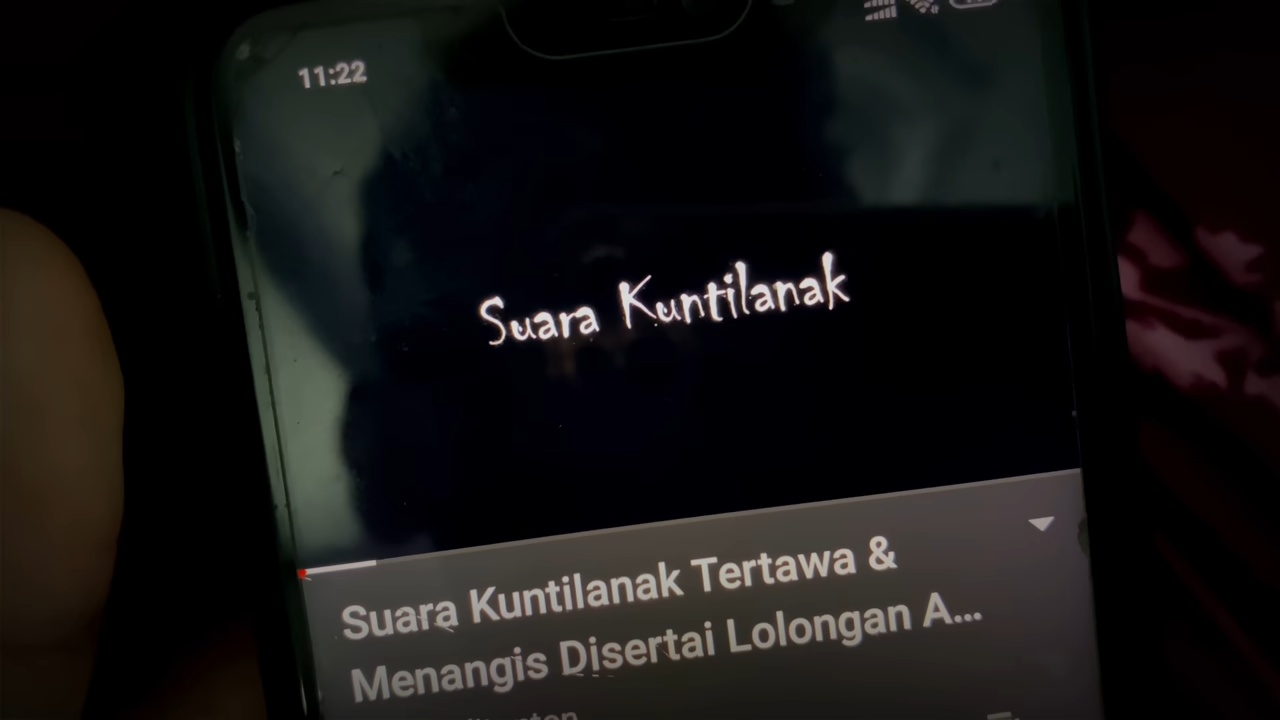 11:22
Suara Kuntilanak
Suara Kuntilanak Tertawa &
Menangis Disertai Lolongan A...